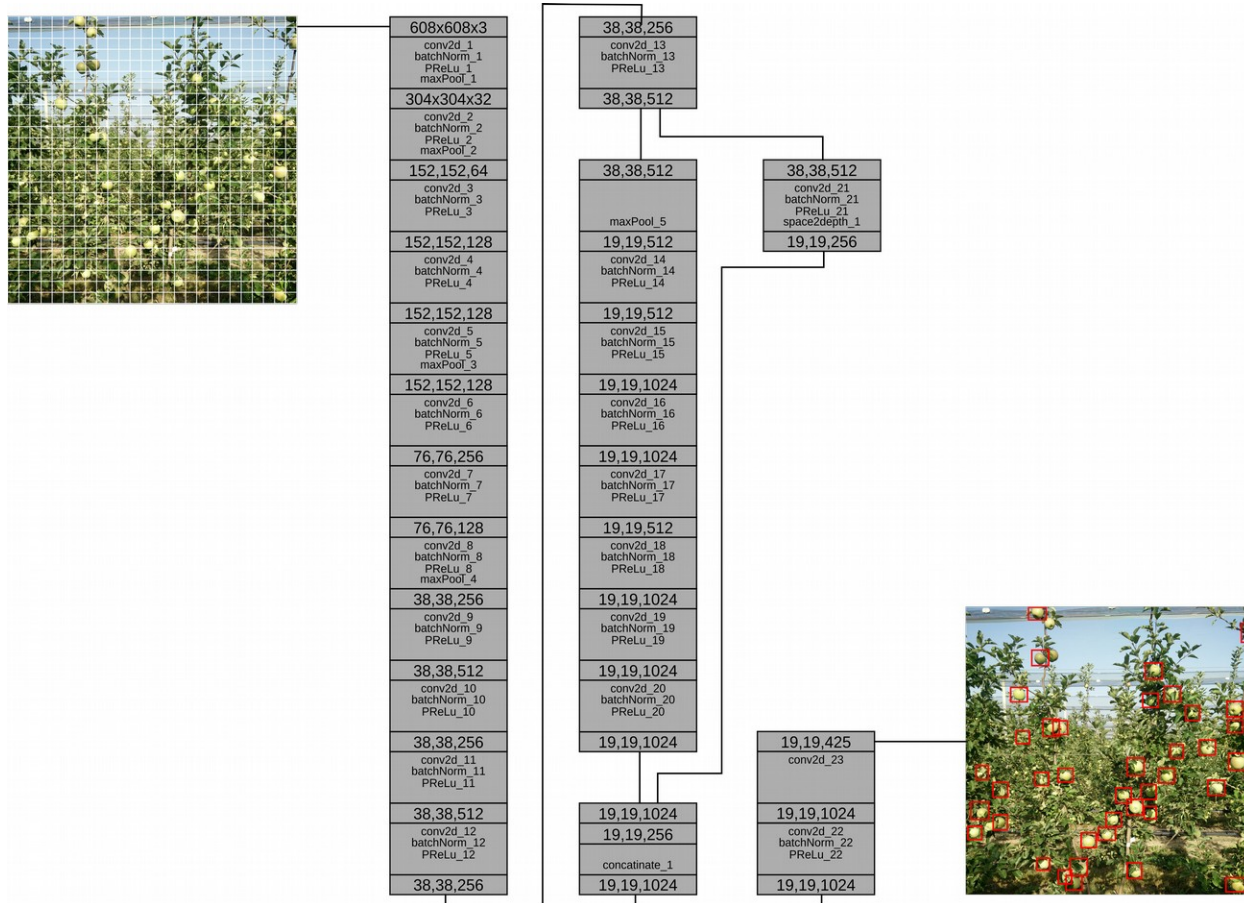 608x608x3
conv2d_1
batchNorm_1
PReLu_1
maxPool_1
304x304x32
conv2d_2
batchNorm_2
PReLu_2
maxPool_2
152,152,64
conv2d_3
batchNorm_3
PReLu_3
152,152,128
conv2d_4
batchNorm_4
PReLu_4
152,152,128
conv2d_5
batchNorm_5
PReLu_5
maxPool_3
152,152,128
conv2d_6
batchNorm_6
PReLu_6
76,76,256
conv2d_7
batchNorm_7
PReLu_7
76,76,128
conv2d_8
batchNorm_8
PReLu_8
maxPool_4
38,38,256
conv2d_9
batchNorm_9
PReLu_9
38,38,512
conv2d_10
batchNorm_10
PReLu_10
38,38,256
conv2d_11
batchNorm_11
PReLu_11
38,38,512
conv2d_12
batchNorm_12
PReLu_12
38,38,256
38,38,256
conv2d_13
batchNorm_13
PReLu_13
38,38,512
38,38,512
maxPool_5
19,19,512
conv2d_14
batchNorm_14
PReLu_14
19,19,512
conv2d_15
batchNorm_15
PReLu_15
19,19,1024
conv2d_16
batchNorm_16
PReLu_16
19,19,1024
conv2d_17
batchNorm_17
PReLu_17
19,19,512
conv2d_18
batchNorm_18
PReLu_18
19,19,1024
conv2d_19
batchNorm_19
PReLu_19
19,19,1024
conv2d_20
batchNorm_20
PReLu_20
19,19,1024
19,19,1024
19,19,256
concatinate_1
19,19,1024
38,38,512
conv2d_21
batchNorm_21
PReLu_21
space2depth_1
19,19,256
19,19,425
conv2d_23
19,19,1024
conv2d_22
batchNorm_22
PReLu_22
19,19,1024